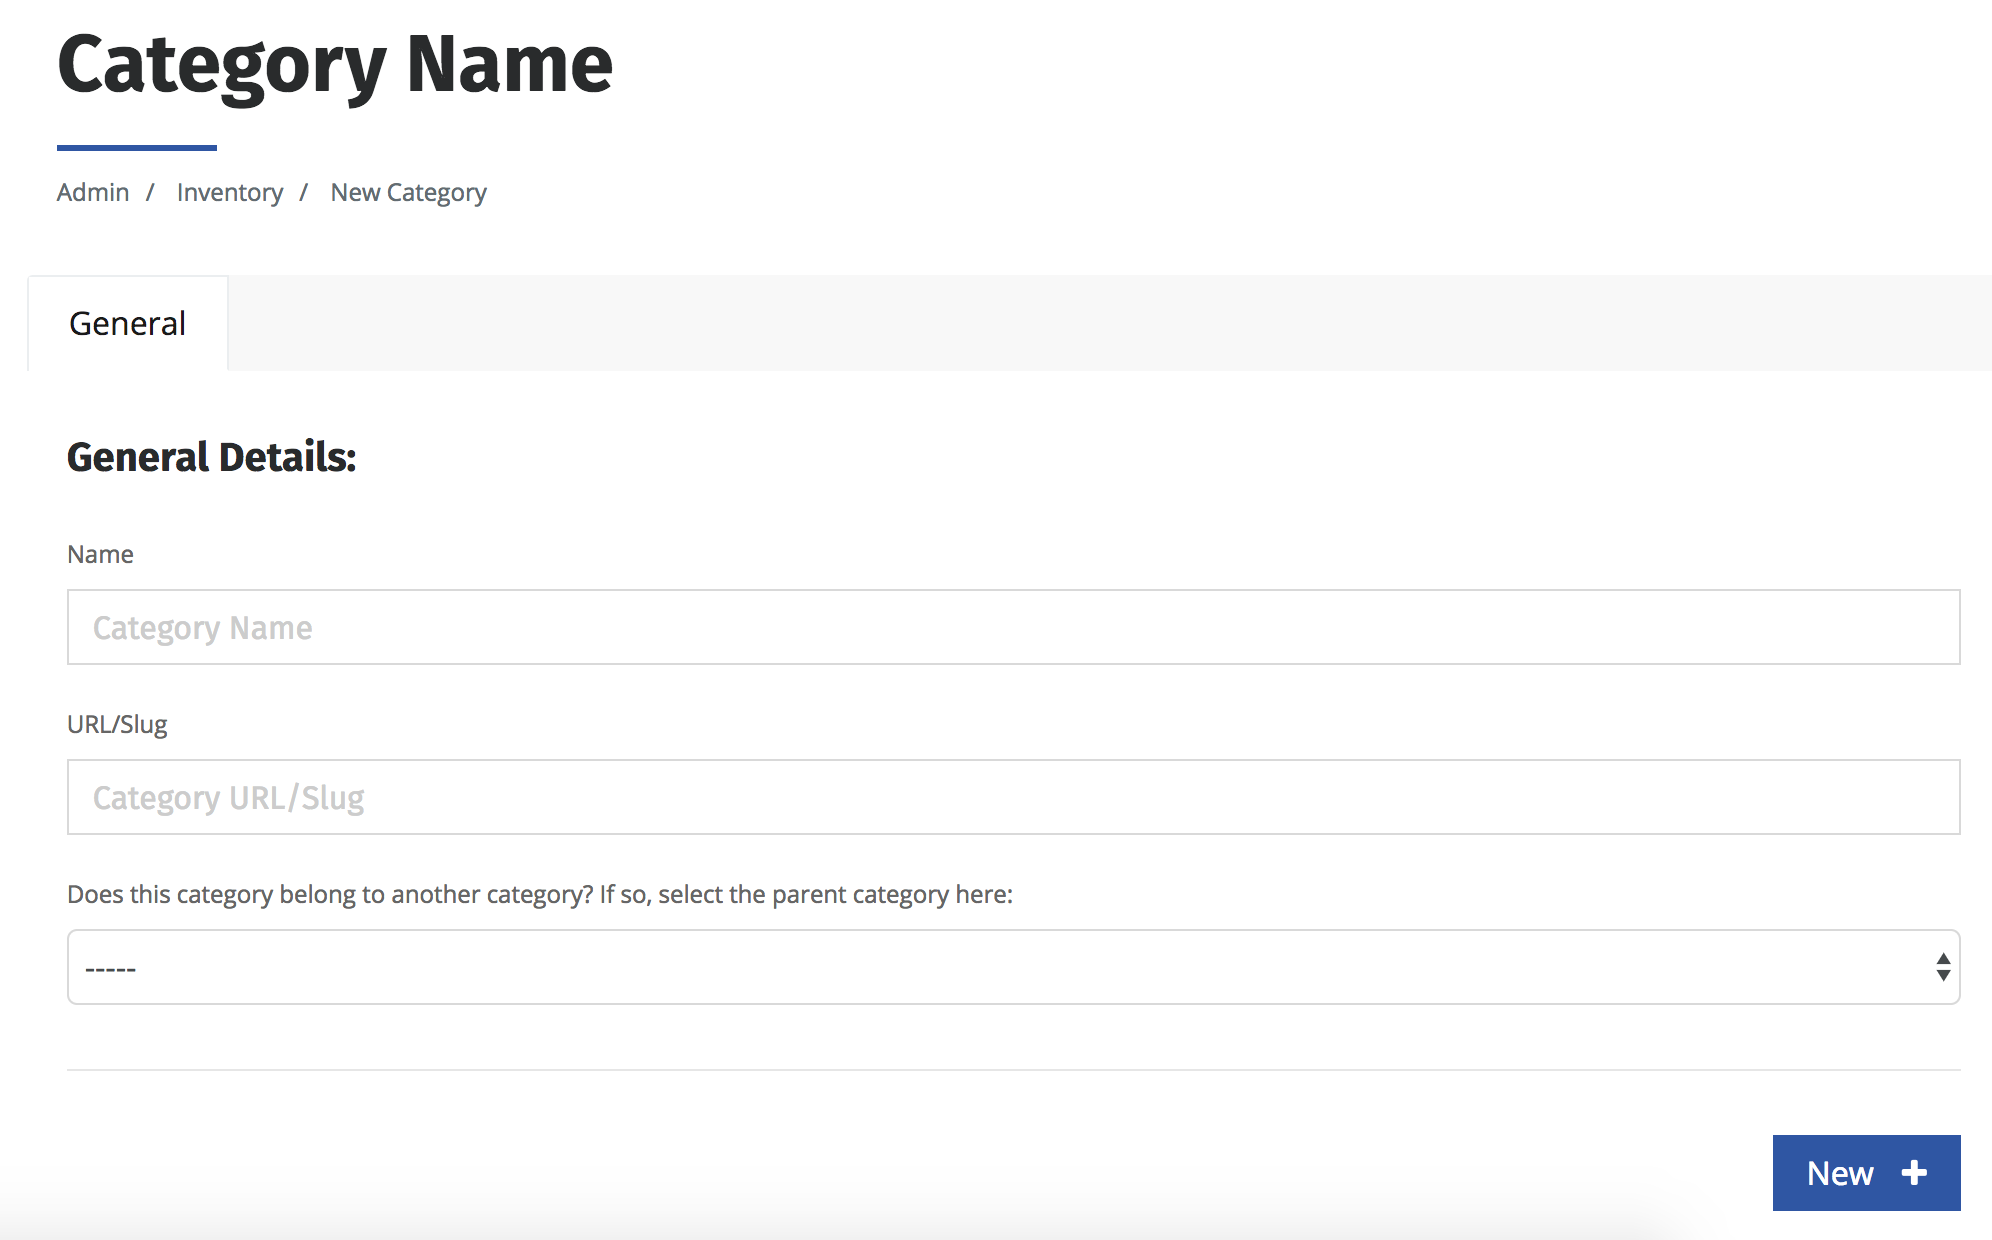 Category Name
Admin / Inventory / New Category
General
General Details:
Name
Category Name
URL/Slug
Category URL/Slug
Does this category belong to another category? If so, select the parent category here:
-----
New